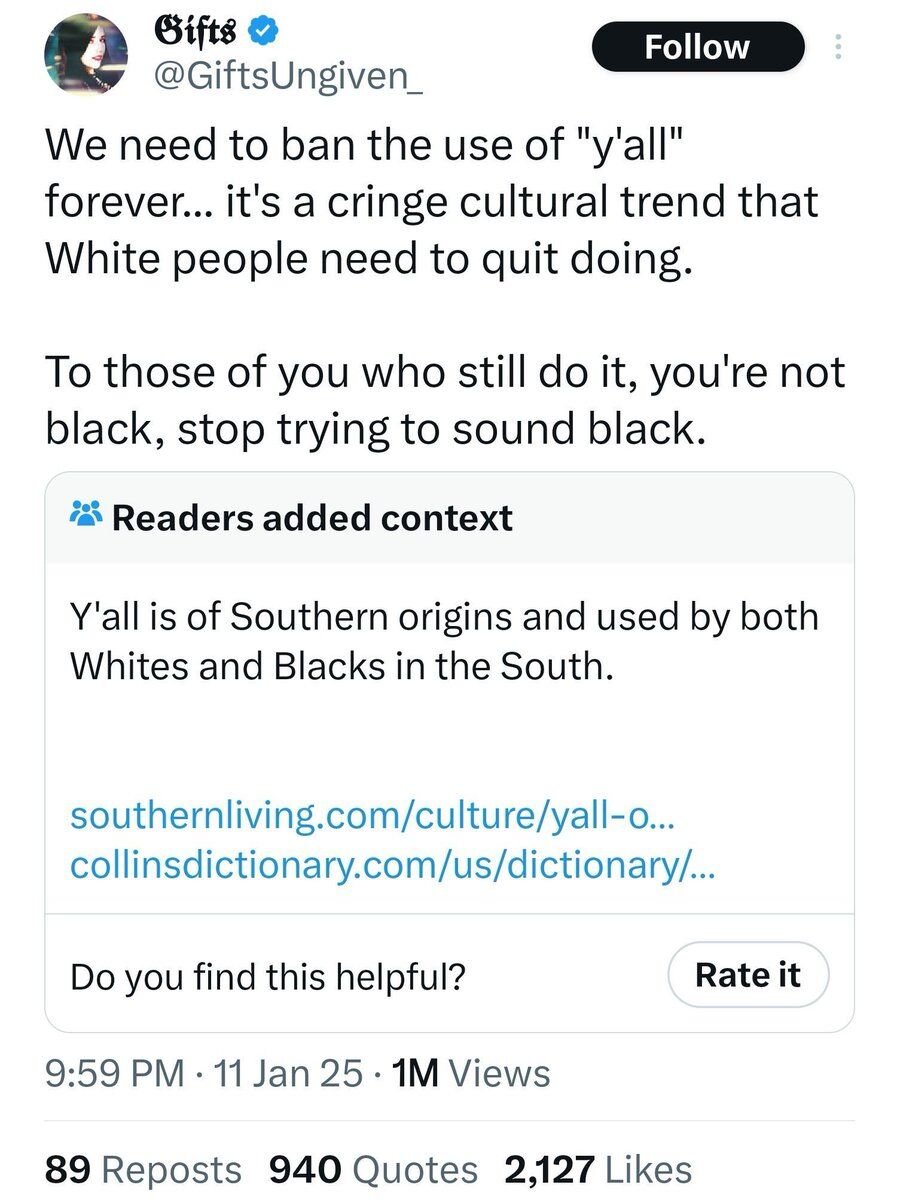 Gifts
Follow
@GiftsUngiven_
We need to ban the use of "y'all"
forever... it's a cringe cultural trend that
White people need to quit doing.
To those of you who still do it, you're not
black, stop trying to sound black.
Readers added context
Y'all is of Southern origins and used by both
Whites and Blacks in the South.
southernliving.com/culture/yall-o...
collinsdictionary.com/us/dictionary/...
Do you find this helpful?
Rate it
9:59 PM · 11 Jan 25 · 1M Views
89 Reposts 940 Quotes 2,127 Likes